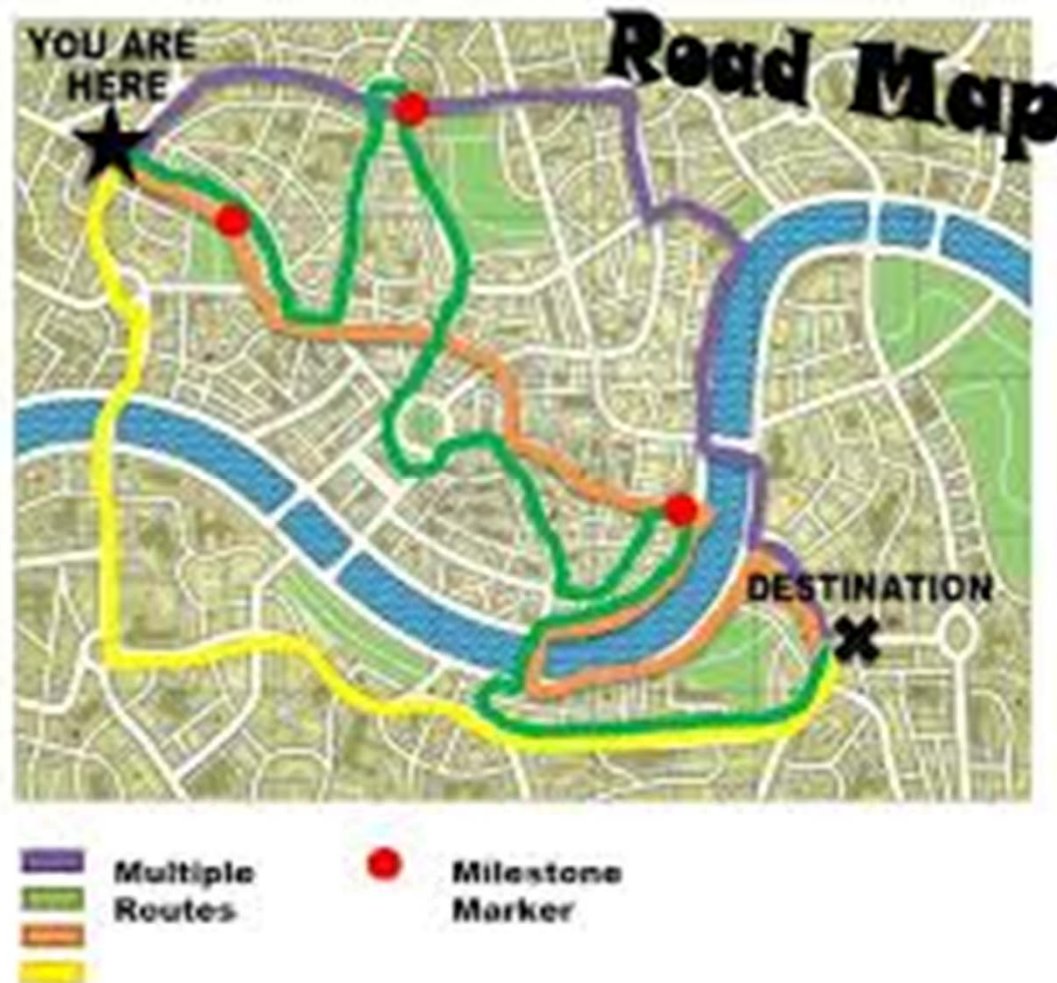 Road Map
YOU ARE
HERE
DESTINATION
Multiple
Routes
Milestone
Marker